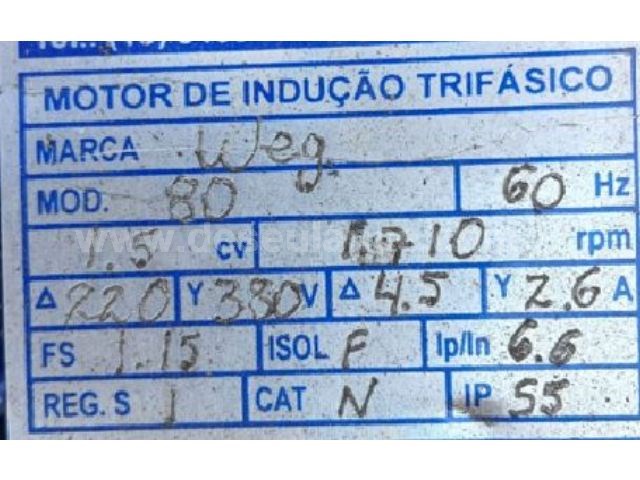 MOTOR DE INDUÇÃO TRIFÁSICO
MARCA Weg
MOD. 80 60 Hz
1.5 cv 1710 rpm
Δ 220 Y 380 V Δ 4.5 Y 2.6 A
FS 1.15 ISOL F Ip/In 6.6
REG. S 1 CAT N IP 55